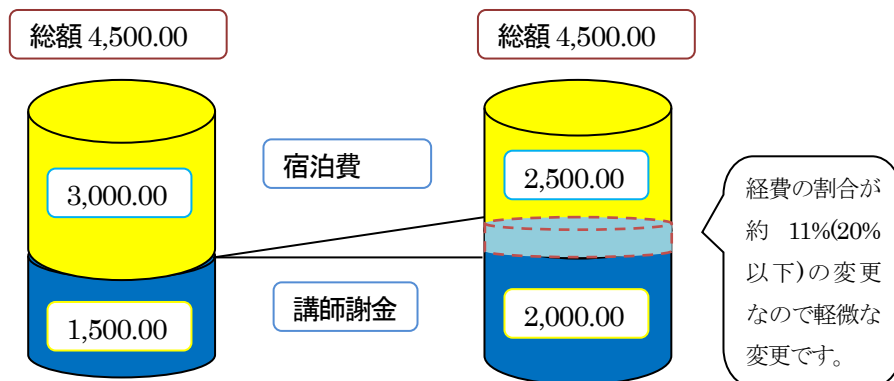 総額 4,500.00
総額 4,500.00
宿泊費
3,000.00
2,500.00
講師謝金
1,500.00
2,000.00
経費の割合が
約 11%(20%
以下)の変更
なので軽微な
変更です。